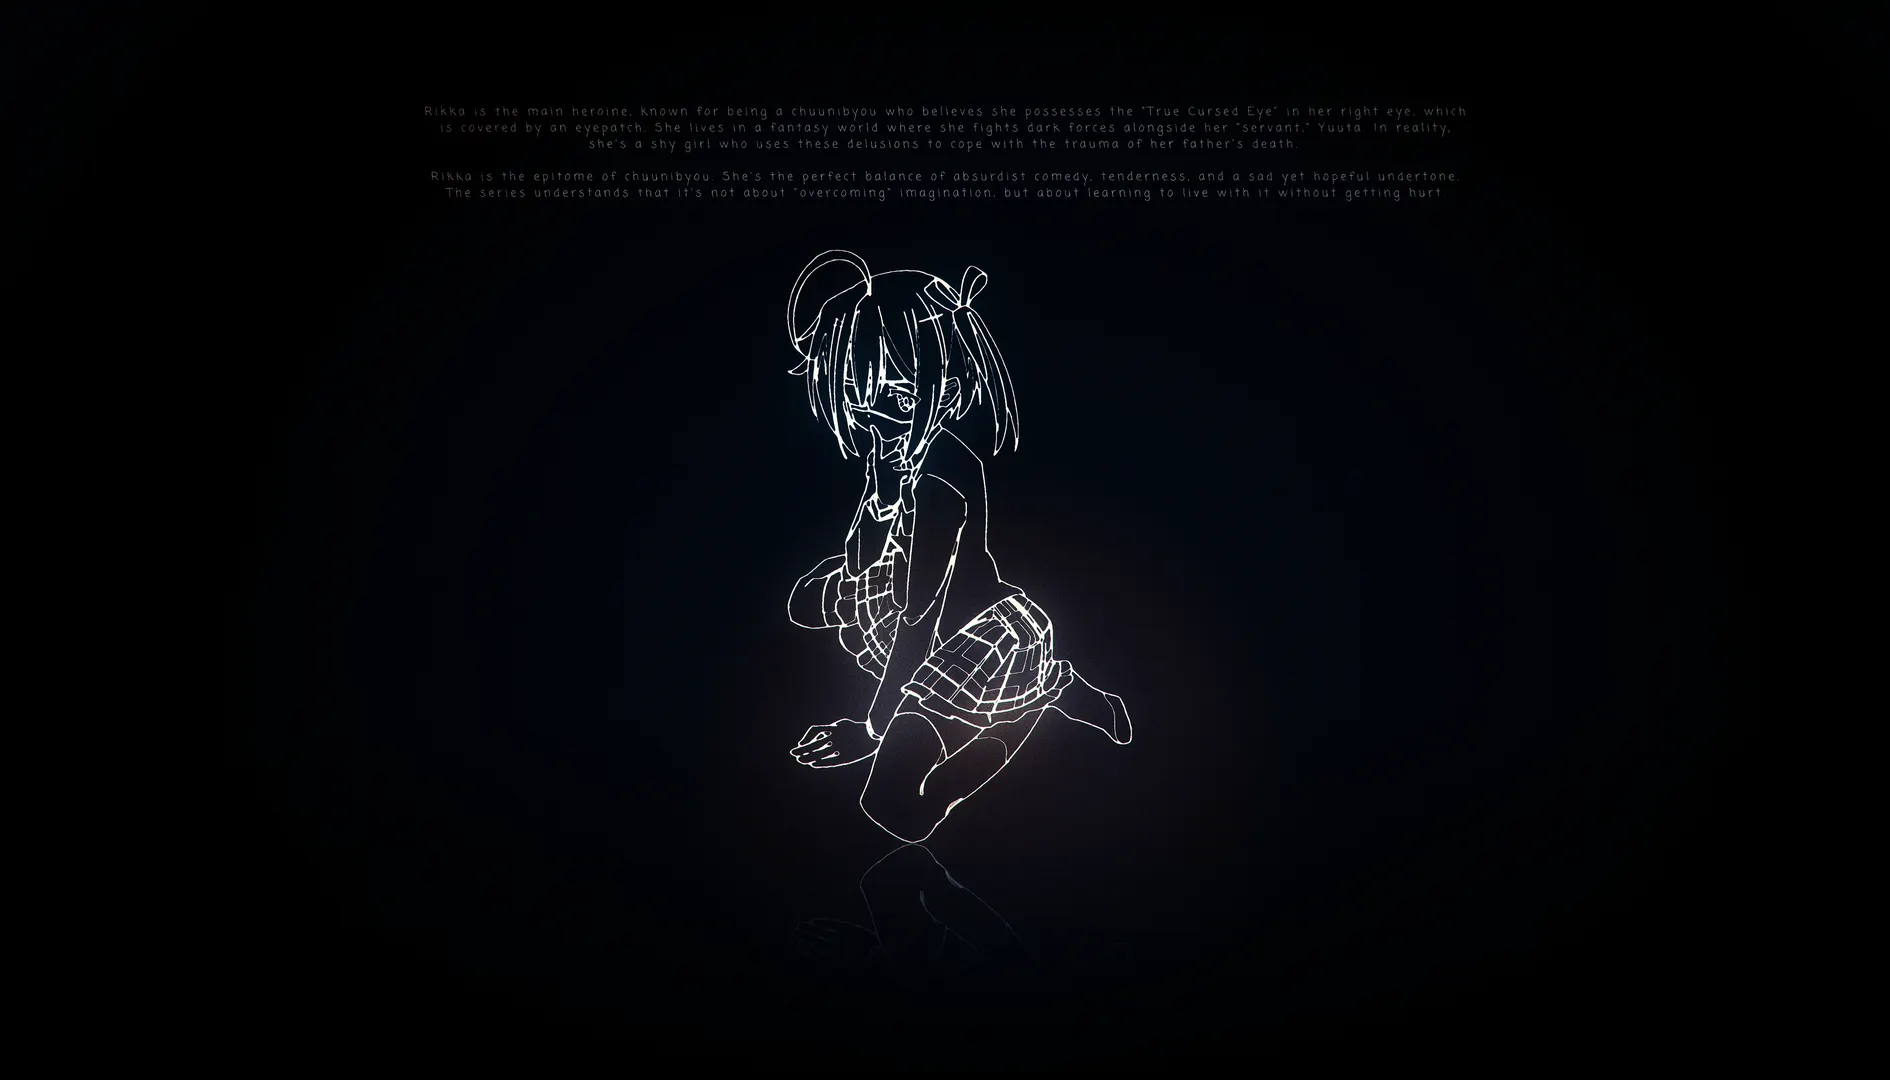 Rikka is the main heroine, known for being a chuunibyou who believes she possesses the "True Cursed Eye" in her right eye, which
is covered by an eyepatch. She lives in a fantasy world where she fights dark forces alongside her "servant," Yuuta. In reality,
she's a shy girl who uses these delusions to cope with the trauma of her father's death.
Rikka is the epitome of chuunibyou. She's the perfect balance of absurdist comedy, tenderness, and a sad yet hopeful undertone.
The series understands that it's not about "overcoming" imagination, but about learning to live with it without getting hurt.